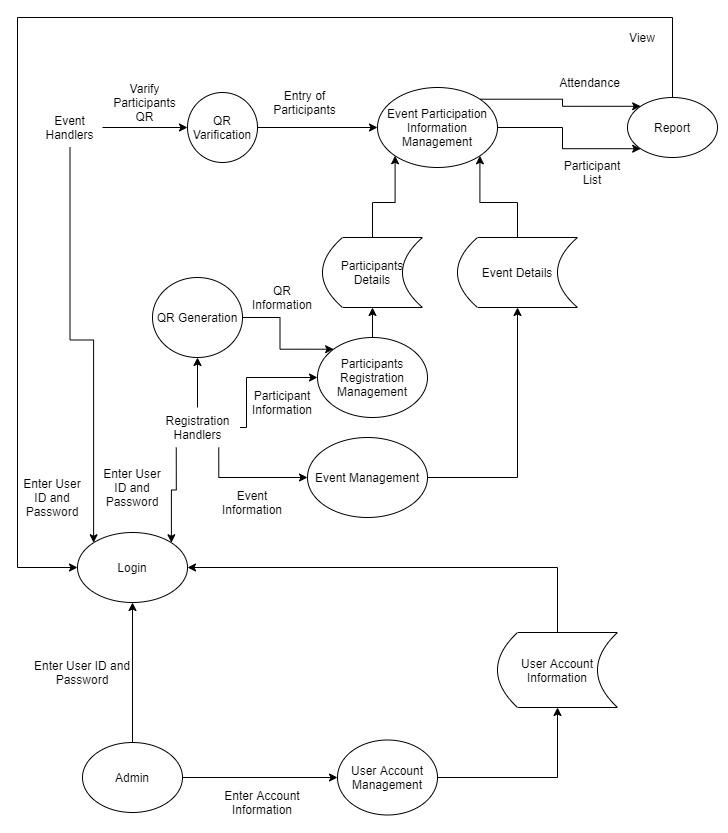 View
Varify
Participants
QR
Event
Handlers
QR
Varification
Entry of
Participants
Event Participation
Information
Management
Attendance
Report
Participant
List
Participants
Details
Event Details
QR Generation
QR
Information
Participants
Registration
Management
Participant
Information
Registration
Handlers
Event Management
Event
Information
Enter User
ID and
Password
Enter User
ID and
Password
Login
User Account
Information
Enter User ID and
Password
Admin
Enter Account
Information
User Account
Management